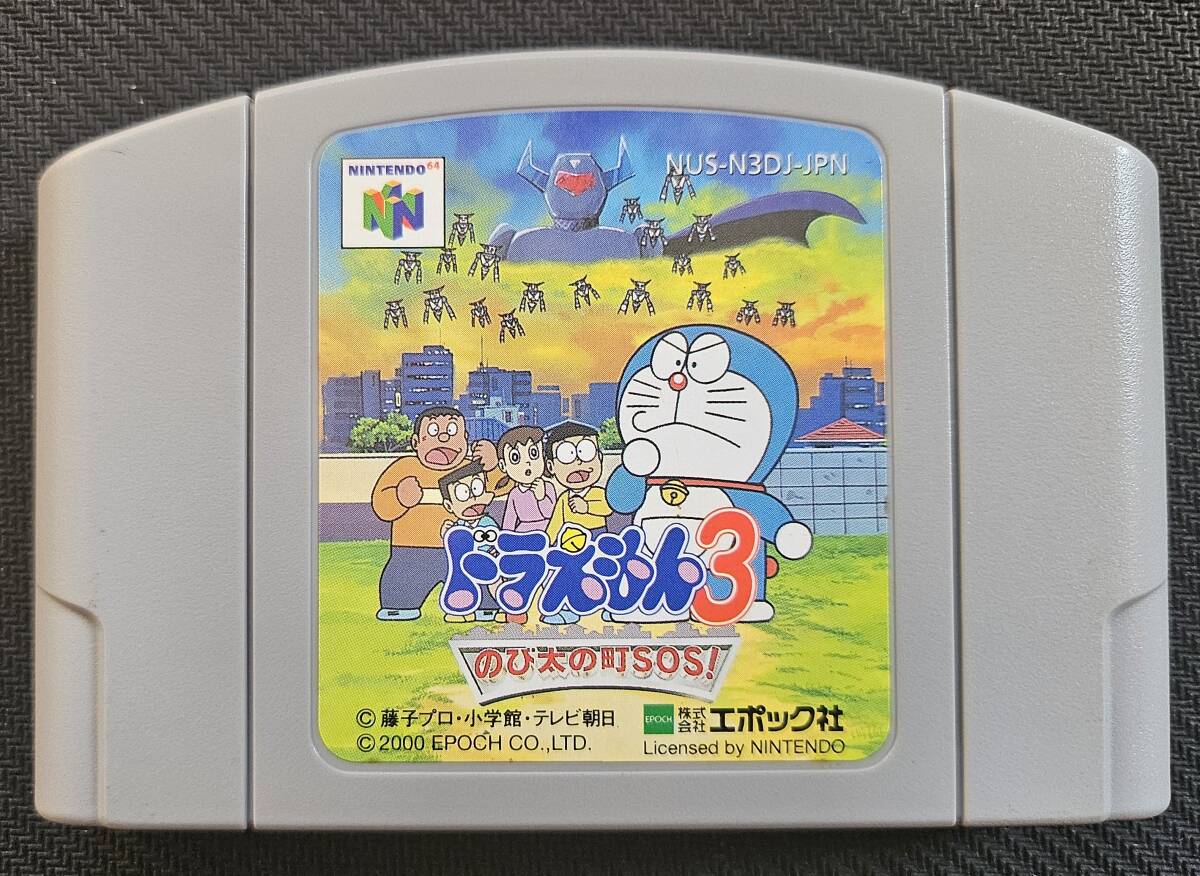 NINTENDO 64
NUS-N3DJ-JPN
ドラえもん3
のび太の町SOS!
© 藤子プロ・小学館・テレビ朝日
© 2000 EPOCH CO.,LTD.
EPOCH 株式会社 エポック社
Licensed by NINTENDO